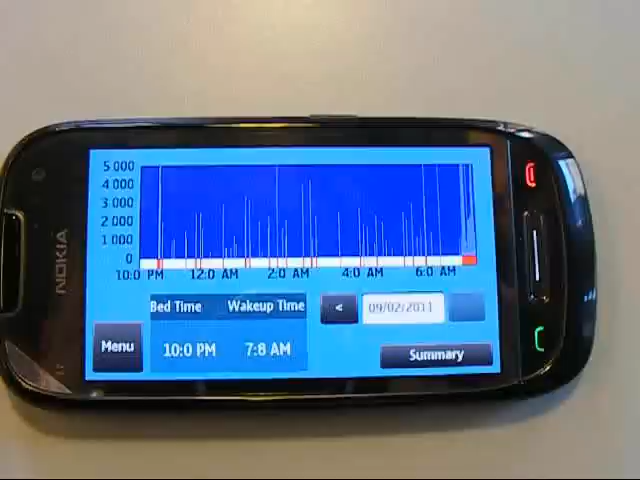 5 000
4 000
3 000
2 000
1 000
0
10:0 PM 12:0 AM 2:0 AM 4:0 AM 6:0 AM
Bed Time Wakeup Time
< 09/02/2011
10:0 PM 7:8 AM
Menu
Summary
NOKIA